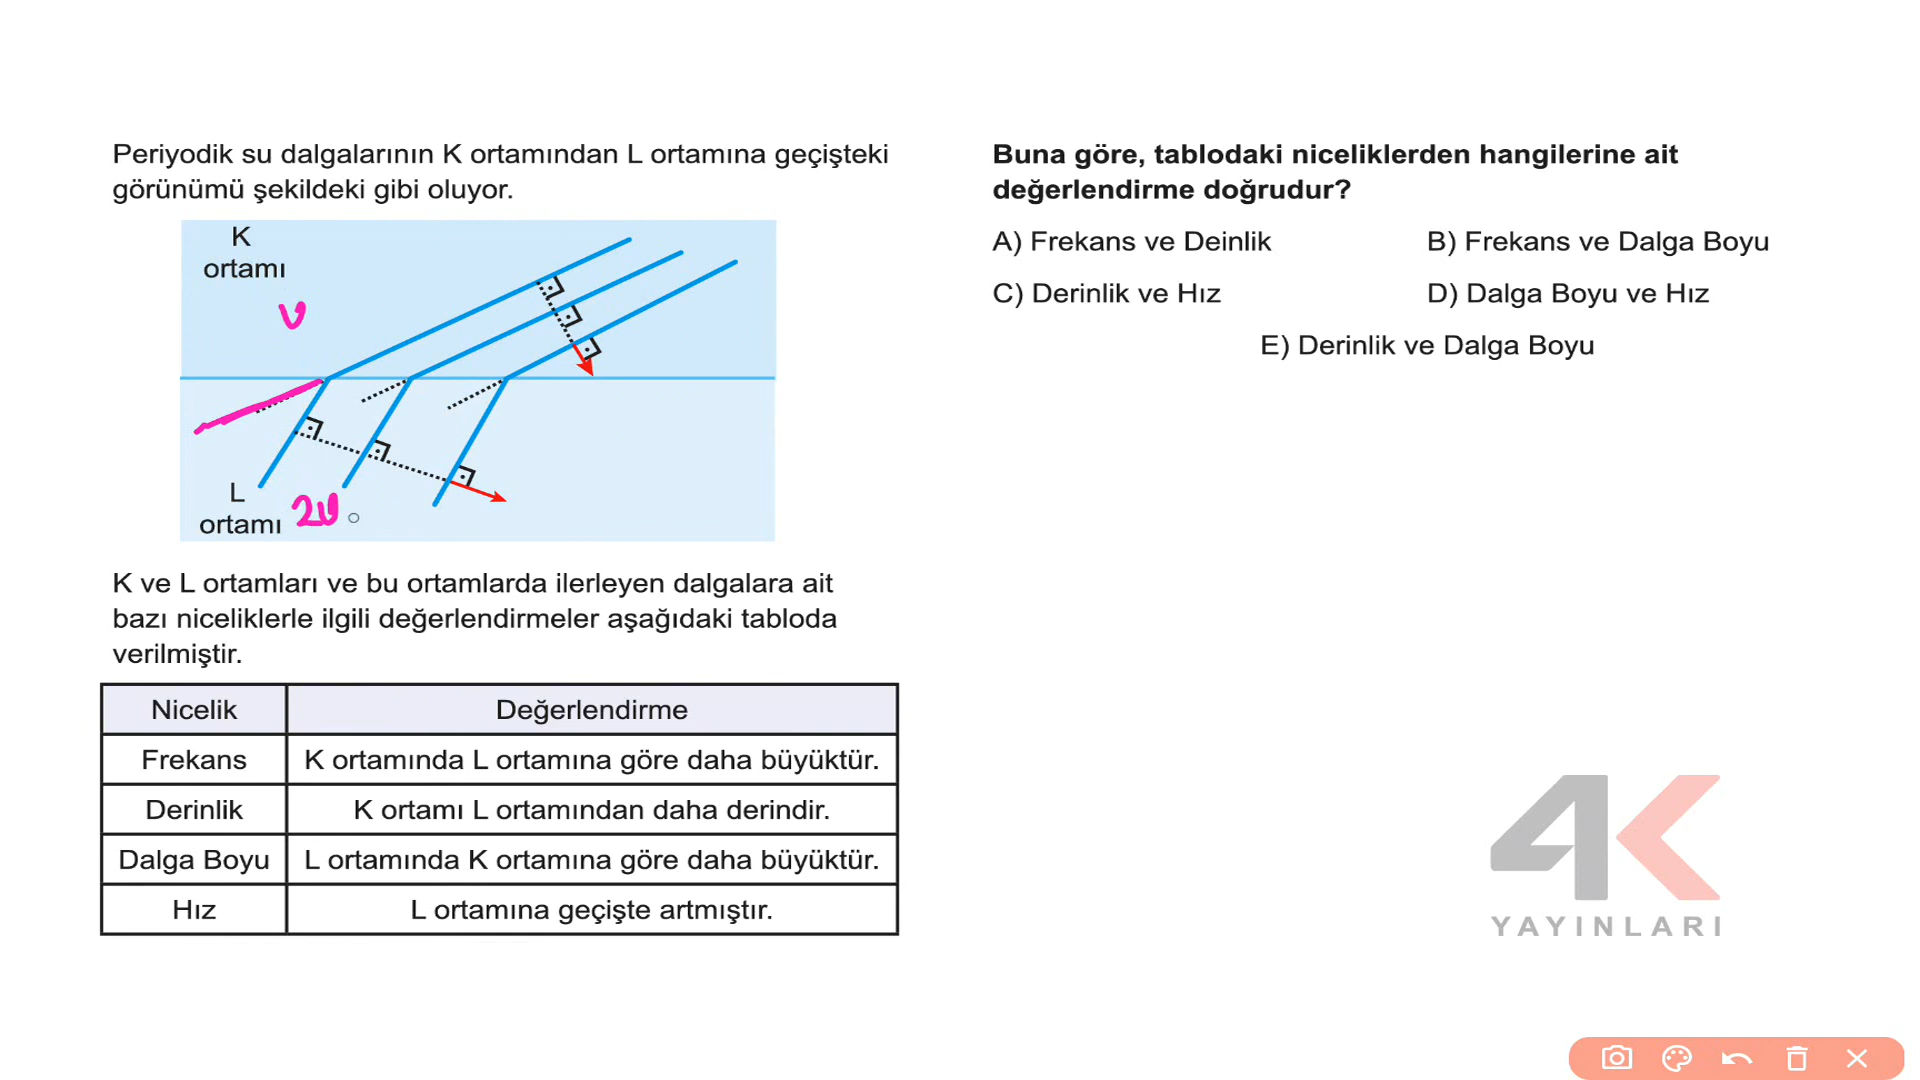 Periyodik su dalgalarının K ortamından L ortamına geçişteki
görünümü şekildeki gibi oluyor.
K
ortamı
υ
L
ortamı
2υ
K ve L ortamları ve bu ortamlarda ilerleyen dalgalara ait
bazı niceliklerle ilgili değerlendirmeler aşağıdaki tabloda
verilmiştir.
Nicelik Değerlendirme
Frekans K ortamında L ortamına göre daha büyüktür.
Derinlik K ortamı L ortamından daha derindir.
Dalga Boyu L ortamında K ortamına göre daha büyüktür.
Hız L ortamına geçişte artmıştır.
Buna göre, tablodaki niceliklerden hangilerine ait
değerlendirme doğrudur?
A) Frekans ve Deinlik B) Frekans ve Dalga Boyu
C) Derinlik ve Hız D) Dalga Boyu ve Hız
E) Derinlik ve Dalga Boyu
4K
YAYINLARI